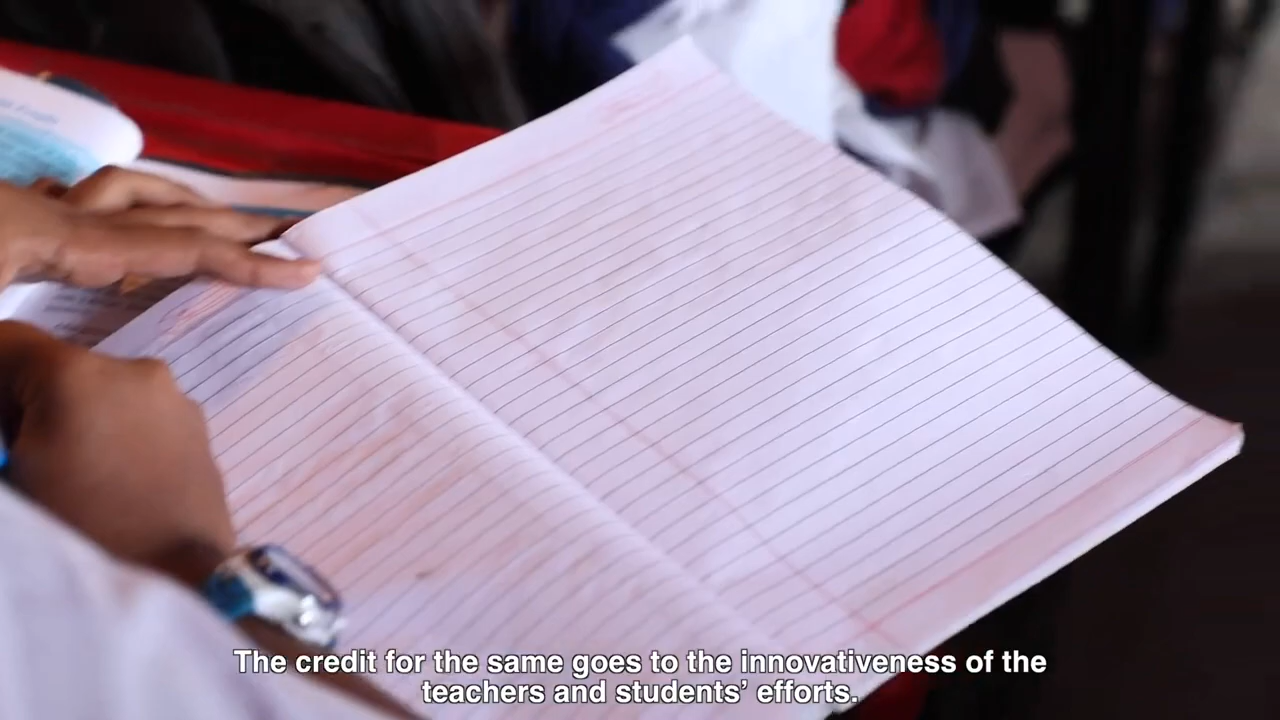 The credit for the same goes to the innovativeness of the
teachers and students’ efforts.